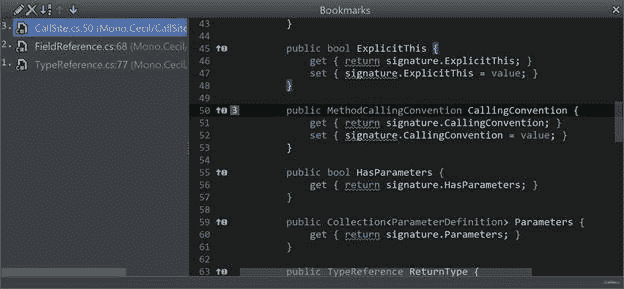 Bookmarks
3. CallSite.cs:50 (Mono.Cecil/CallSite
2. FieldReference.cs:68 (Mono.Cecil/
1. TypeReference.cs:77 (Mono.Cecil/
43 }
44
45 public bool ExplicitThis {
46 get { return signature.ExplicitThis; }
47 set { signature.ExplicitThis = value; }
48 }
49
50 3 public MethodCallingConvention CallingConvention {
51 get { return signature.CallingConvention; }
52 set { signature.CallingConvention = value; }
53 }
54
55 public bool HasParameters {
56 get { return signature.HasParameters; }
57 }
58
59 public Collection<ParameterDefinition> Parameters {
60 get { return signature.Parameters; }
61 }
62
63 public TypeReference ReturnType {